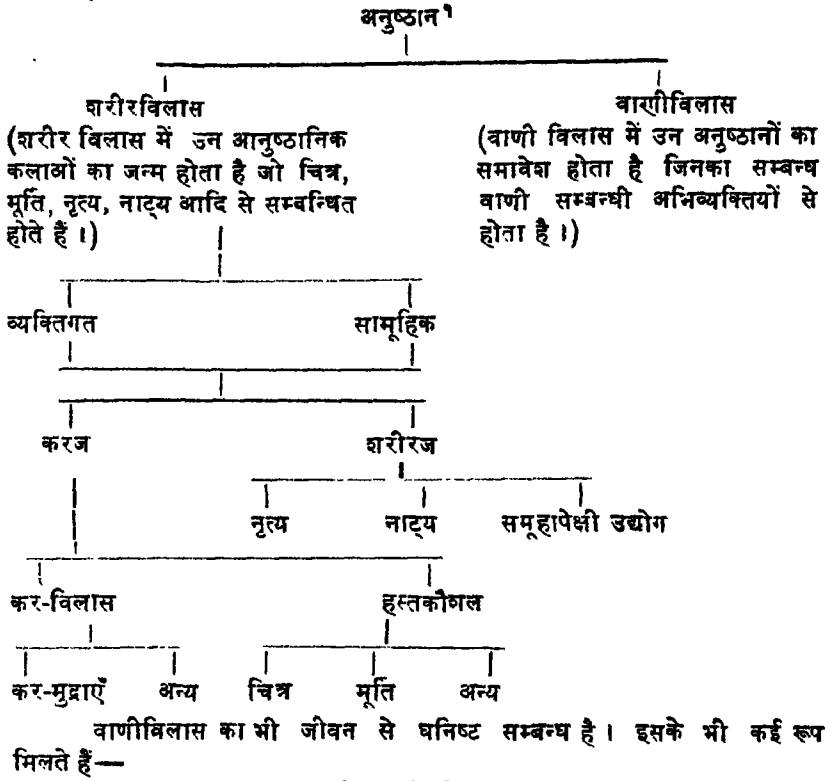 अनुष्ठान¹
शरीरविलास
(शरीर विलास में उन आनुष्ठानिक
कलाओं का जन्म होता है जो चित्र,
मूर्ति, नृत्य, नाट्य आदि से सम्बन्धित
होते हैं ।)
वाणीविलास
(वाणी विलास में उन अनुष्ठानों का
समावेश होता है जिनका सम्बन्ध
वाणी सम्बन्धी अभिव्यक्तियों से
होता है ।)
व्यक्तिगत सामूहिक
करज शरीरज
नृत्य नाट्य समूहापेक्षी उद्योग
कर-विलास हस्तकौशल
कर-मुद्राएँ अन्य चित्र मूर्ति अन्य
वाणीविलास का भी जीवन से घनिष्ट सम्बन्ध है । इसके भी कई रूप
मिलते हैं—